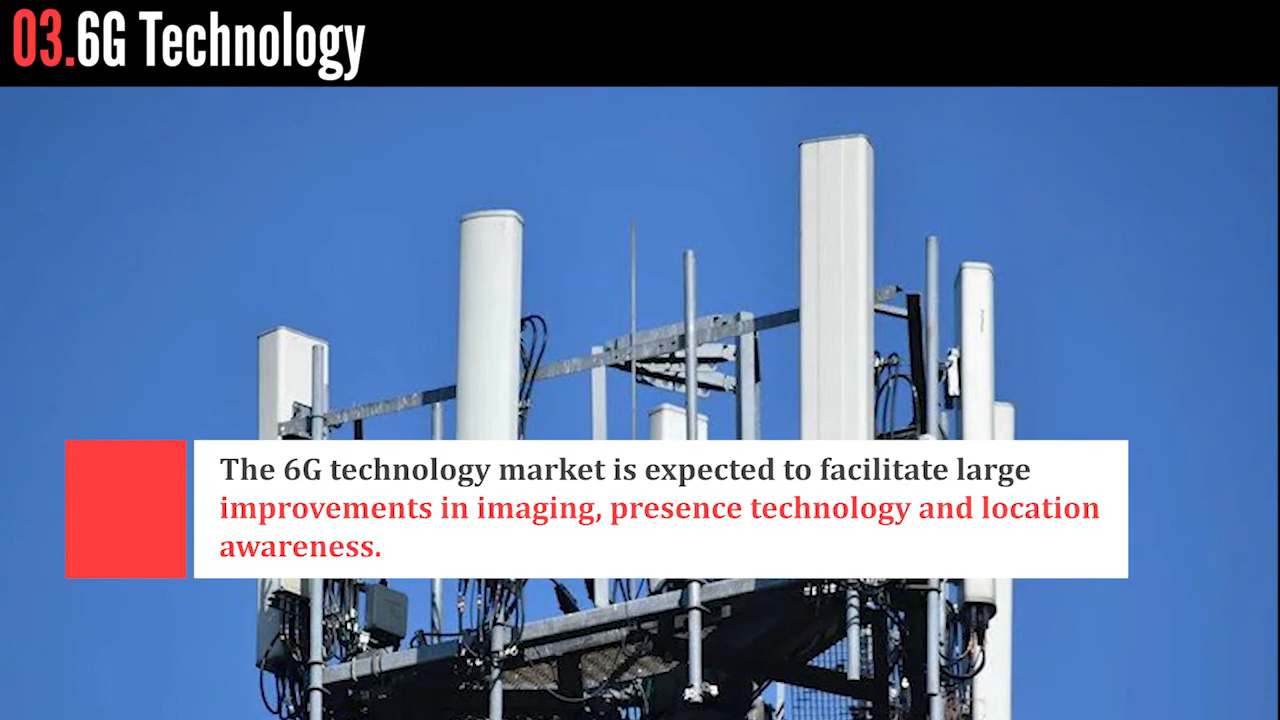 03.6G Technology
The 6G technology market is expected to facilitate large
improvements in imaging, presence technology and location
awareness.